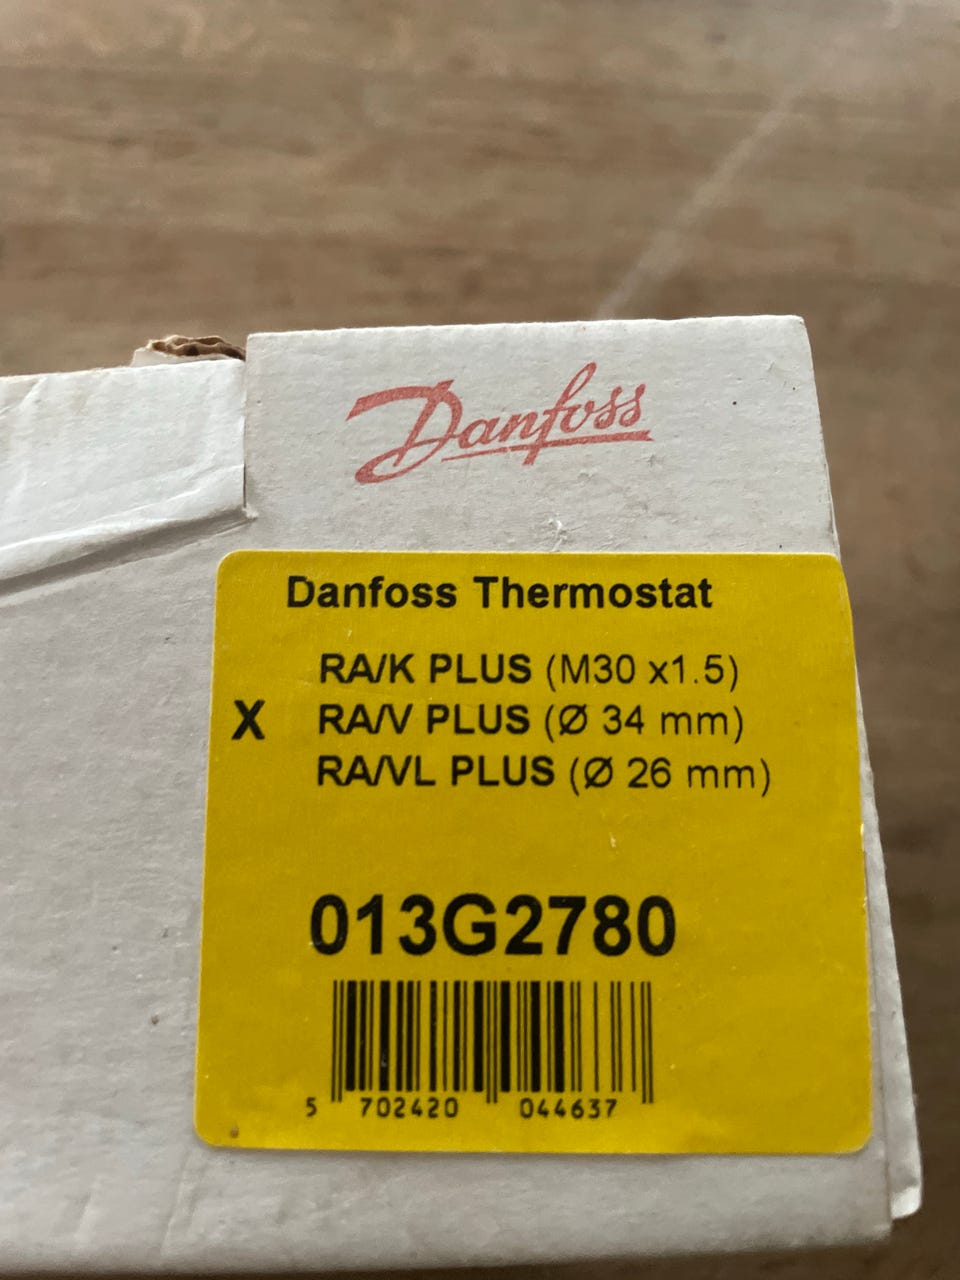 Danfoss
Danfoss Thermostat
RA/K PLUS (M30 x1.5)
X RA/V PLUS (Ø 34 mm)
RA/VL PLUS (Ø 26 mm)
013G2780
5 702420 044637